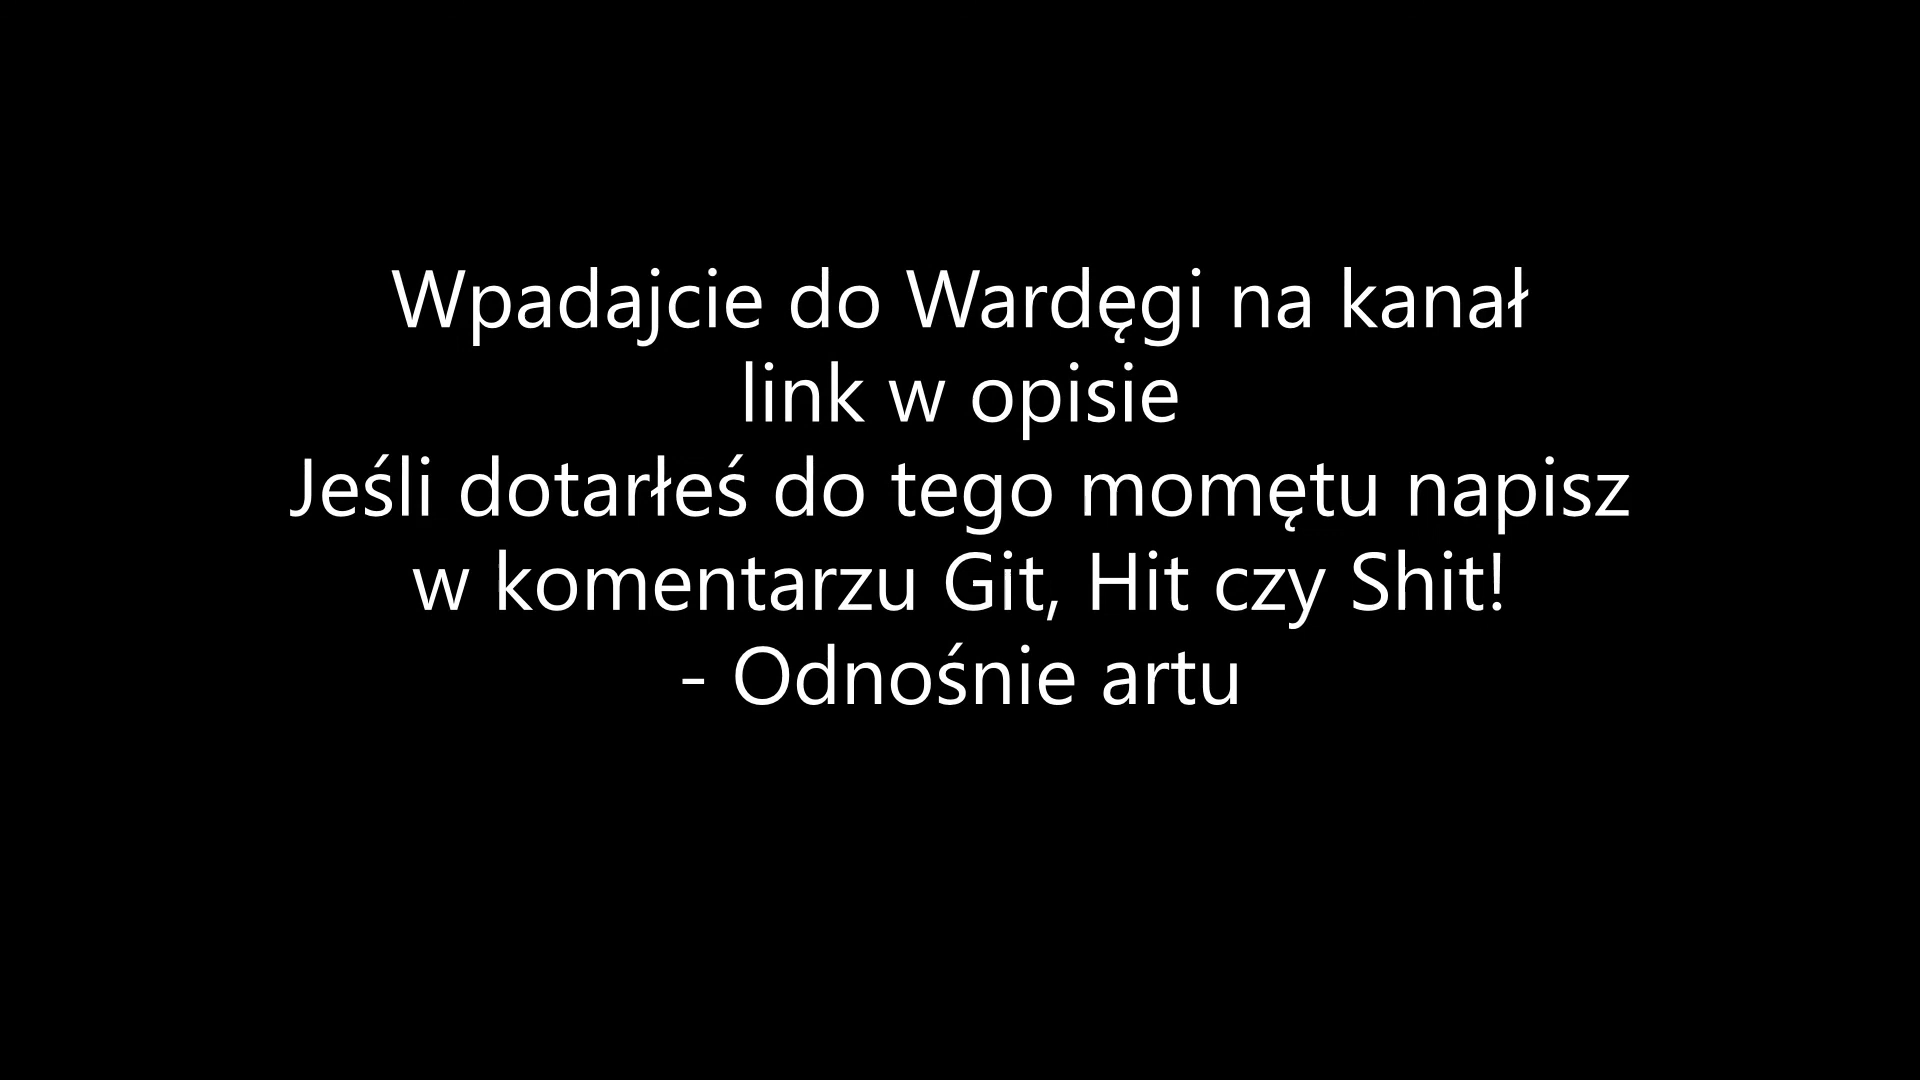 Wpadajcie do Wardęgi na kanał
link w opisie
Jeśli dotarłeś do tego momętu napisz
w komentarzu Git, Hit czy Shit!
- Odnośnie artu